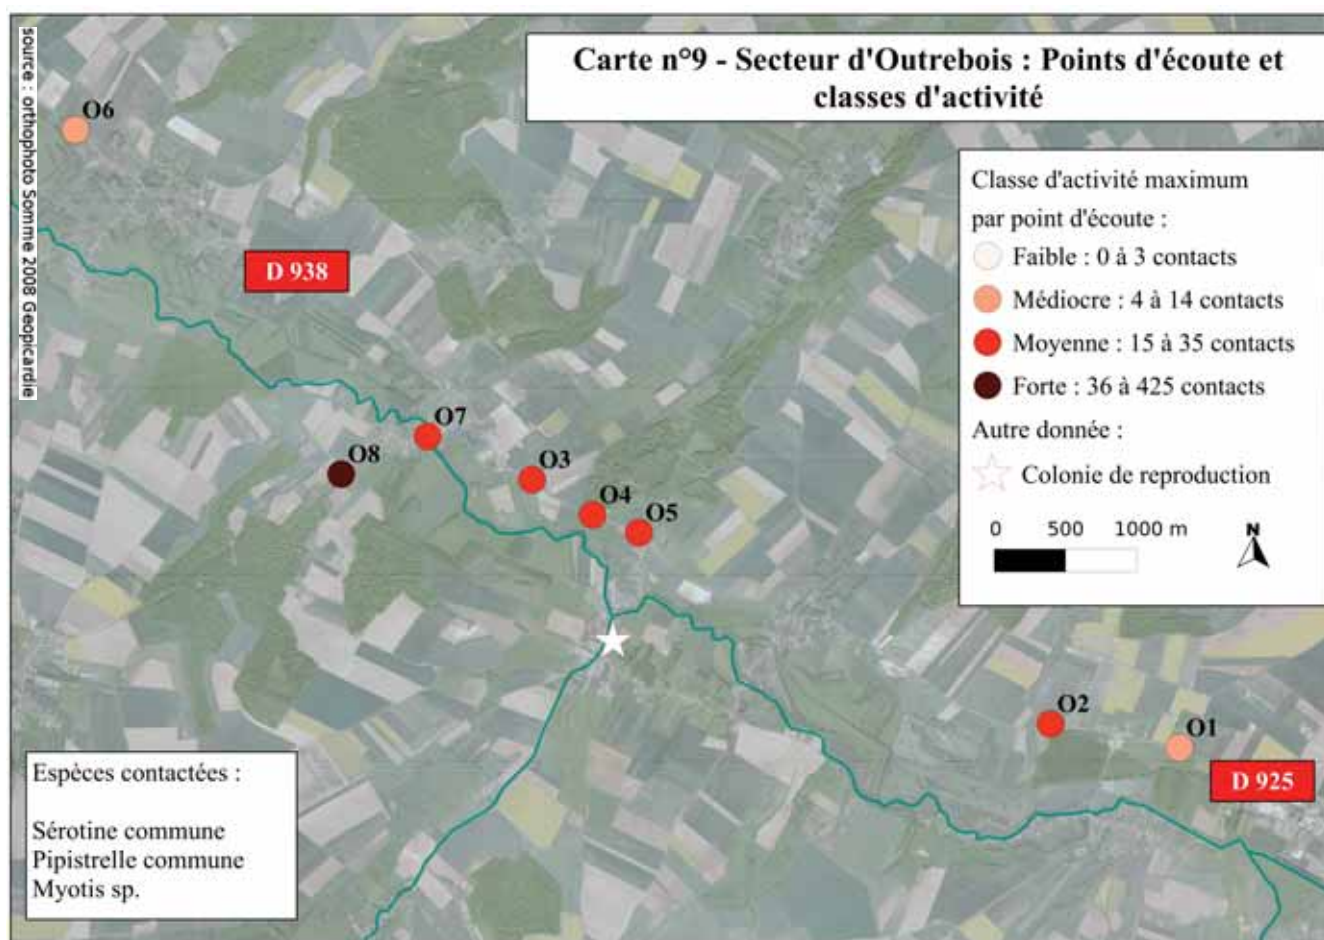 Carte n°9 - Secteur d'Outrebois : Points d'écoute et
classes d'activité
source : orthophoto Somme 2008 Geopicardie
O6
D 938
Classe d'activité maximum
par point d'écoute :
Faible : 0 à 3 contacts
Médiocre : 4 à 14 contacts
Moyenne : 15 à 35 contacts
Forte : 36 à 425 contacts
Autre donnée :
Colonie de reproduction
0 500 1000 m
N
O7
O8
O3
O4
O5
O2
O1
D 925
Espèces contactées :
Sérotine commune
Pipistrelle commune
Myotis sp.